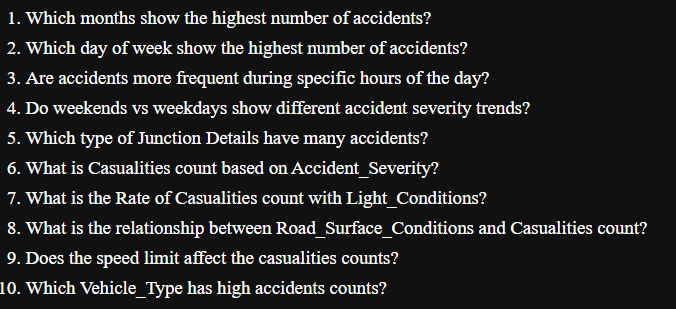 1. Which months show the highest number of accidents?
2. Which day of week show the highest number of accidents?
3. Are accidents more frequent during specific hours of the day?
4. Do weekends vs weekdays show different accident severity trends?
5. Which type of Junction Details have many accidents?
6. What is Casualities count based on Accident_Severity?
7. What is the Rate of Casualities count with Light_Conditions?
8. What is the relationship between Road_Surface_Conditions and Casualities count?
9. Does the speed limit affect the casualities counts?
10. Which Vehicle_Type has high accidents counts?